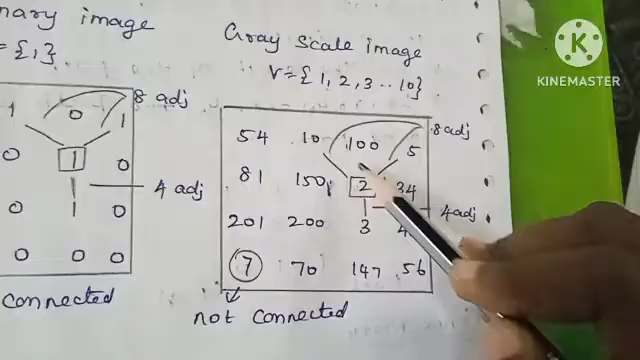 nary image
= {1}
Gray Scale image
V = { 1, 2, 3 ·· 10}
KINEMASTER
8 adj
1 0 1
0 1 0
4 adj
0 1 0
0 0 0
connected
8 adj
54 10 100 5
81 150 2 34
4 adj
201 200 3 4
7 70 147 56
not connected